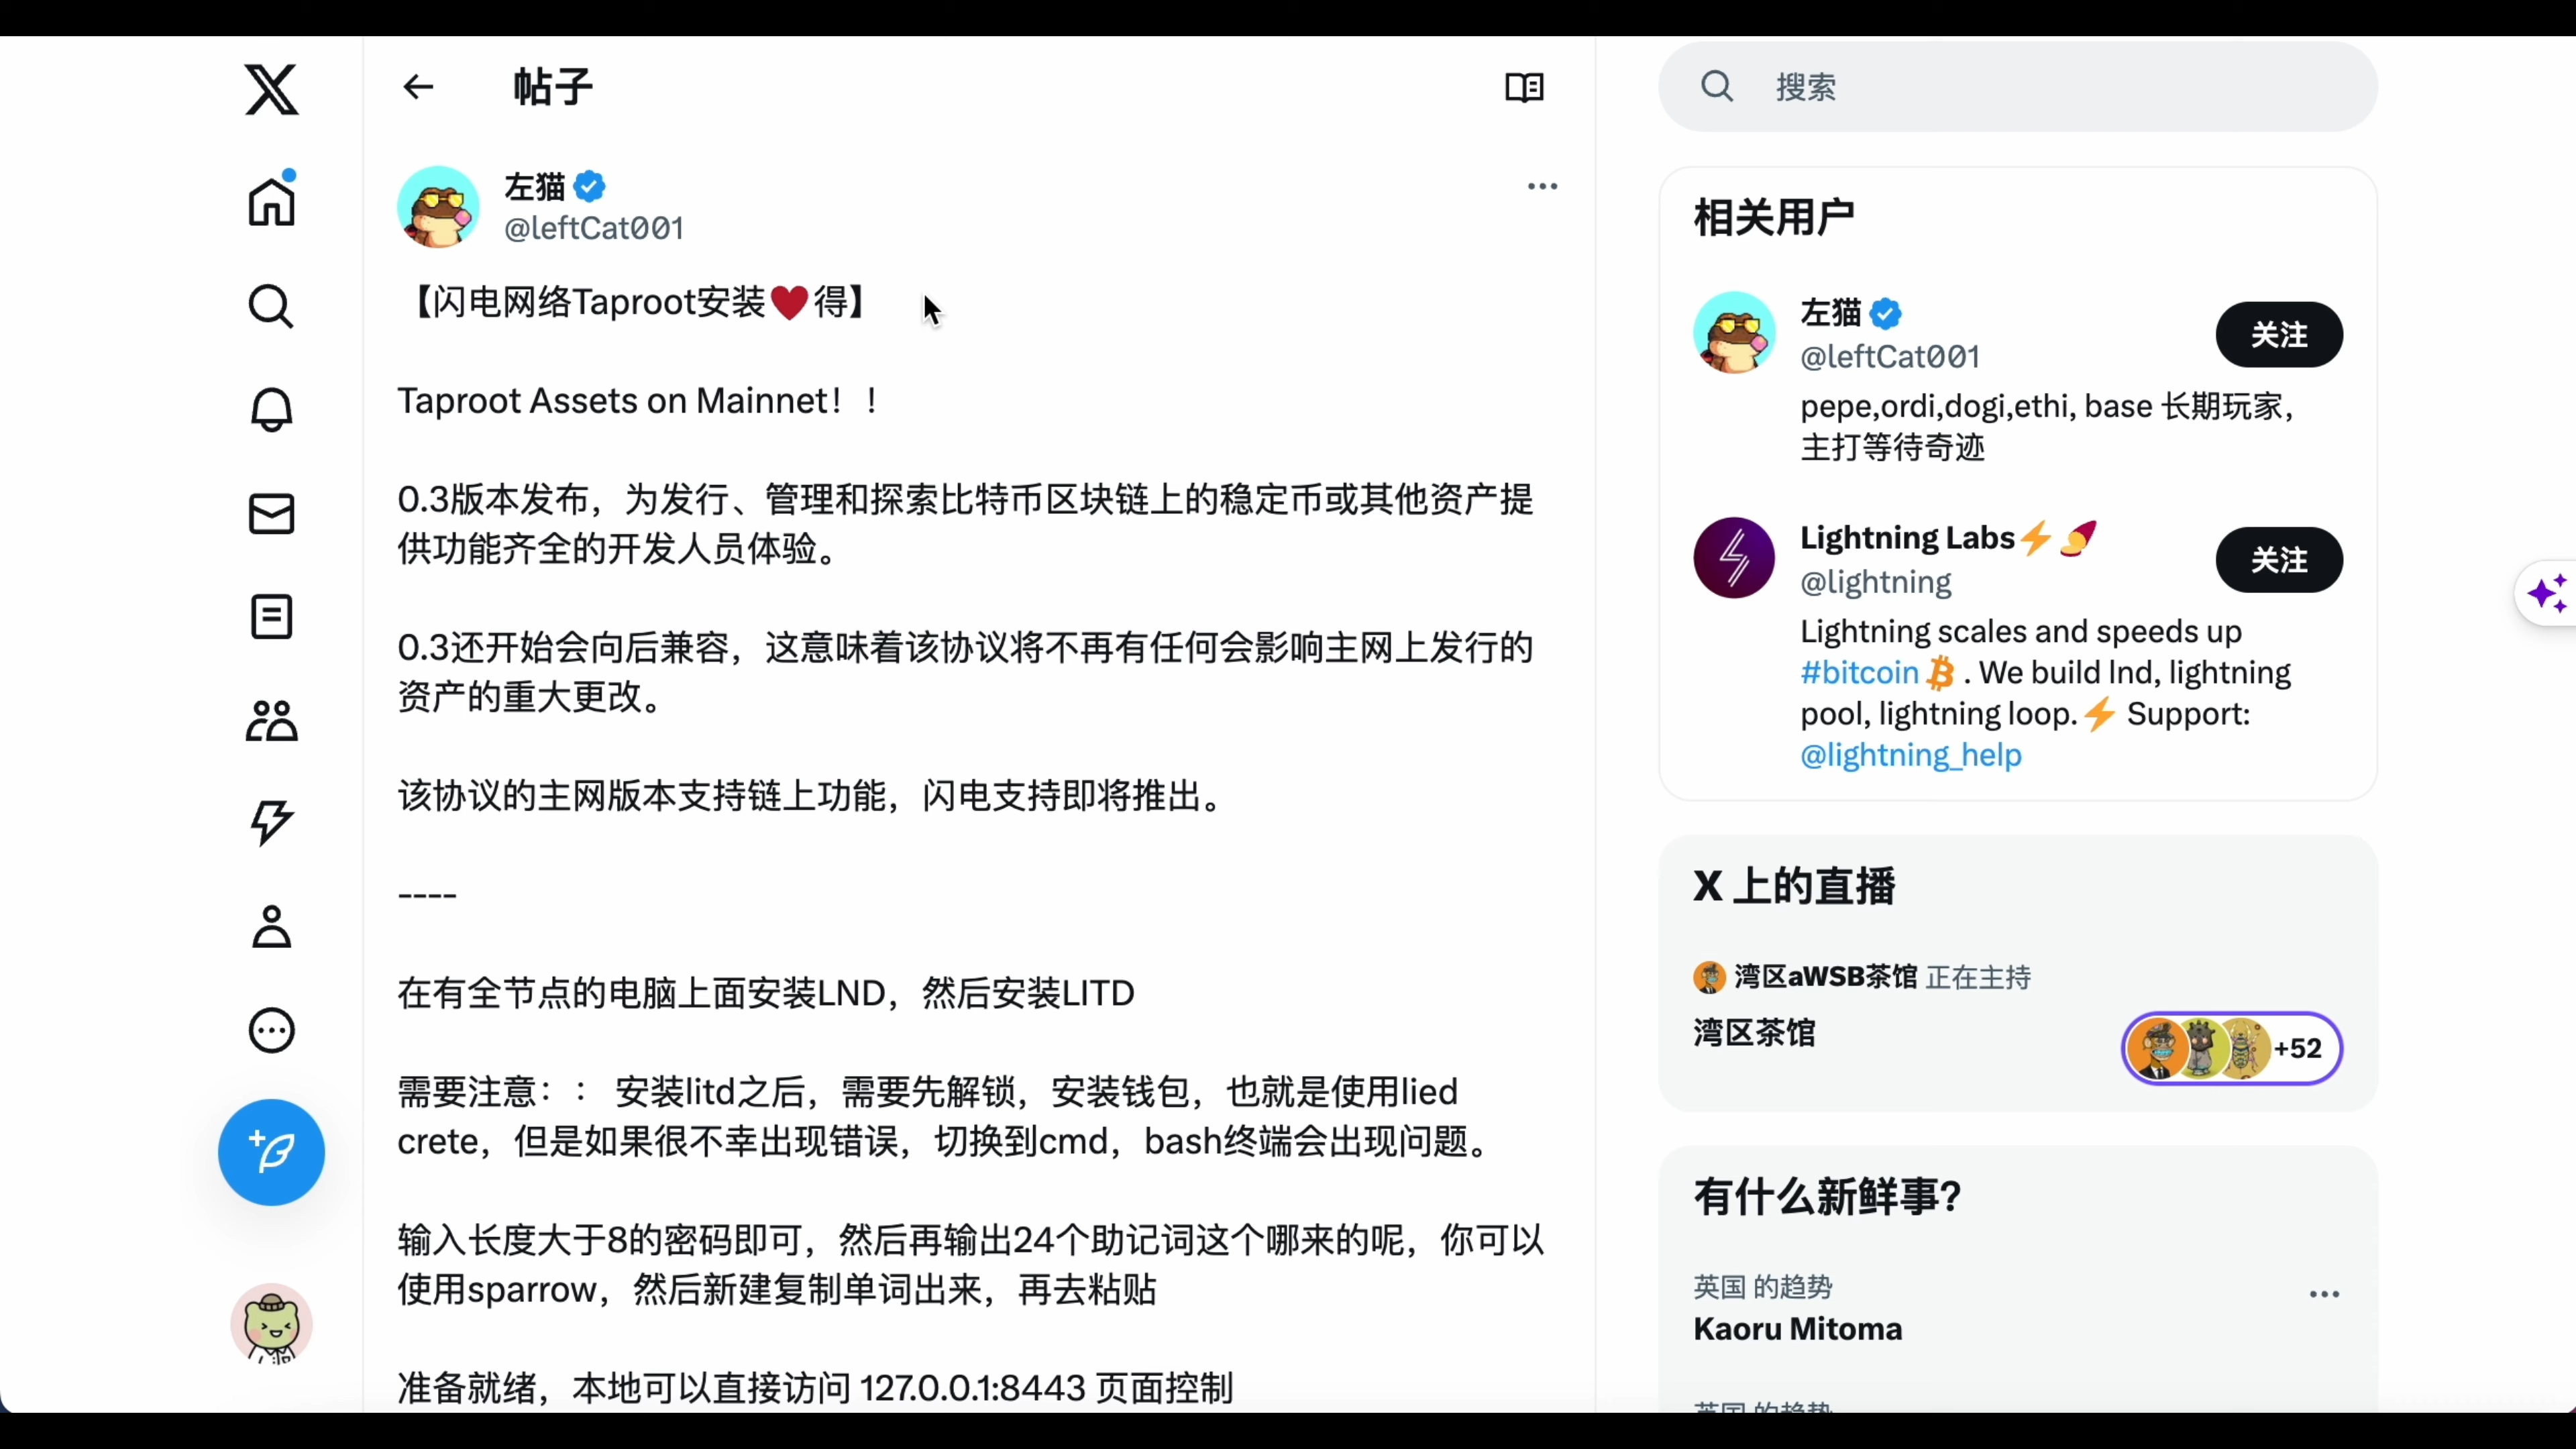 帖子
左猫
@leftCat001
【闪电网络Taproot安装❤得】
Taproot Assets on Mainnet！！
0.3版本发布，为发行、管理和探索比特币区块链上的稳定币或其他资产提
供功能齐全的开发人员体验。
0.3还开始会向后兼容，这意味着该协议将不再有任何会影响主网上发行的
资产的重大更改。
该协议的主网版本支持链上功能，闪电支持即将推出。
----
在有全节点的电脑上面安装LND，然后安装LITD
需要注意：： 安装litd之后，需要先解锁，安装钱包，也就是使用lied
crete，但是如果很不幸出现错误，切换到cmd，bash终端会出现问题。
输入长度大于8的密码即可，然后再输出24个助记词这个哪来的呢，你可以
使用sparrow，然后新建复制单词出来，再去粘贴
准备就绪，本地可以直接访问 127.0.0.1:8443 页面控制
搜索
相关用户
左猫
@leftCat001
关注
pepe,ordi,dogi,ethi, base 长期玩家，
主打等待奇迹
Lightning Labs⚡🍠
@lightning
关注
Lightning scales and speeds up
#bitcoin . We build lnd, lightning
pool, lightning loop.⚡ Support:
@lightning_help
X 上的直播
湾区aWSB茶馆 正在主持
湾区茶馆
+52
有什么新鲜事?
英国 的趋势
Kaoru Mitoma
英国 的趋势